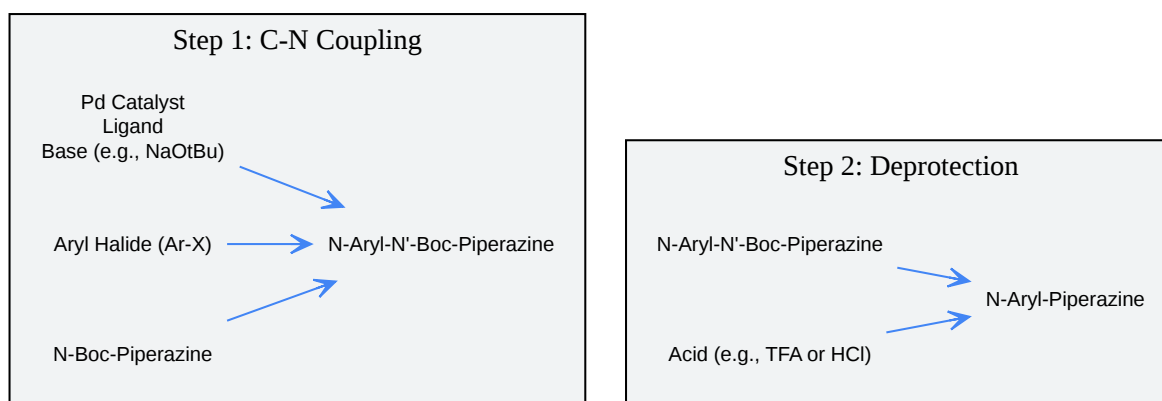 Step 1: C-N Coupling
Pd Catalyst
Ligand
Base (e.g., NaOtBu)
Aryl Halide (Ar-X)
N-Aryl-N'-Boc-Piperazine
N-Boc-Piperazine
Step 2: Deprotection
N-Aryl-N'-Boc-Piperazine
N-Aryl-Piperazine
Acid (e.g., TFA or HCl)